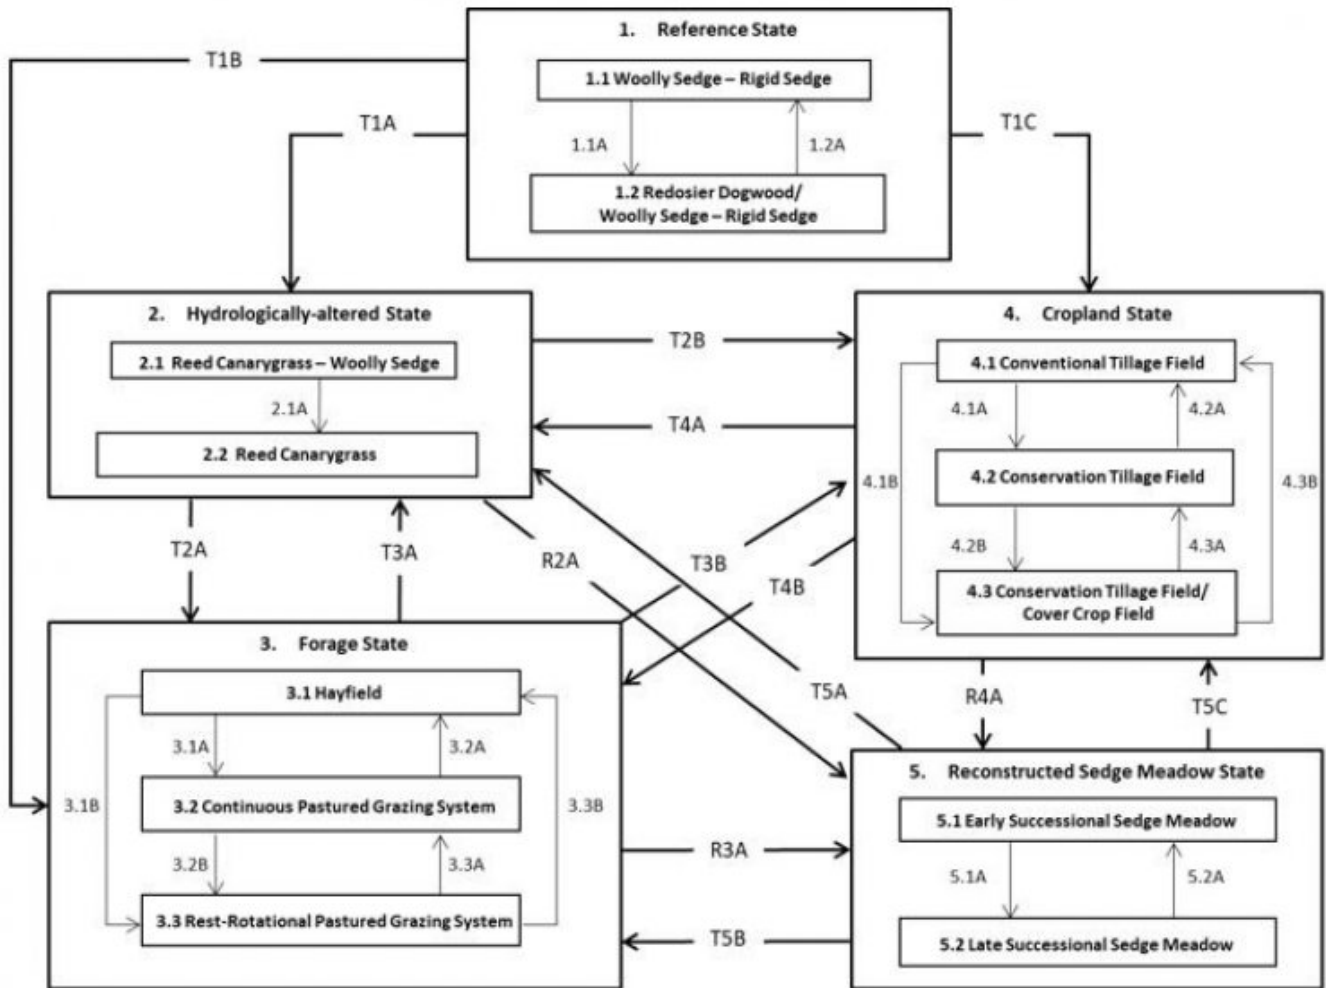 1. Reference State
T1B
1.1 Woolly Sedge – Rigid Sedge
T1A
T1C
1.1A
1.2A
1.2 Redosier Dogwood/
Woolly Sedge – Rigid Sedge
2. Hydrologically-altered State
4. Cropland State
T2B
2.1 Reed Canarygrass – Woolly Sedge
4.1 Conventional Tillage Field
2.1A
4.1A
4.2A
T4A
2.2 Reed Canarygrass
4.2 Conservation Tillage Field
4.1B
4.3B
T2A
T3A
R2A
T3B
T4B
4.2B
4.3A
4.3 Conservation Tillage Field/
Cover Crop Field
3. Forage State
3.1 Hayfield
T5A
R4A
T5C
3.1A
3.2A
5. Reconstructed Sedge Meadow State
3.1B
3.2 Continuous Pastured Grazing System
3.3B
5.1 Early Successional Sedge Meadow
R3A
3.2B
3.3A
5.1A
5.2A
3.3 Rest-Rotational Pastured Grazing System
T5B
5.2 Late Successional Sedge Meadow